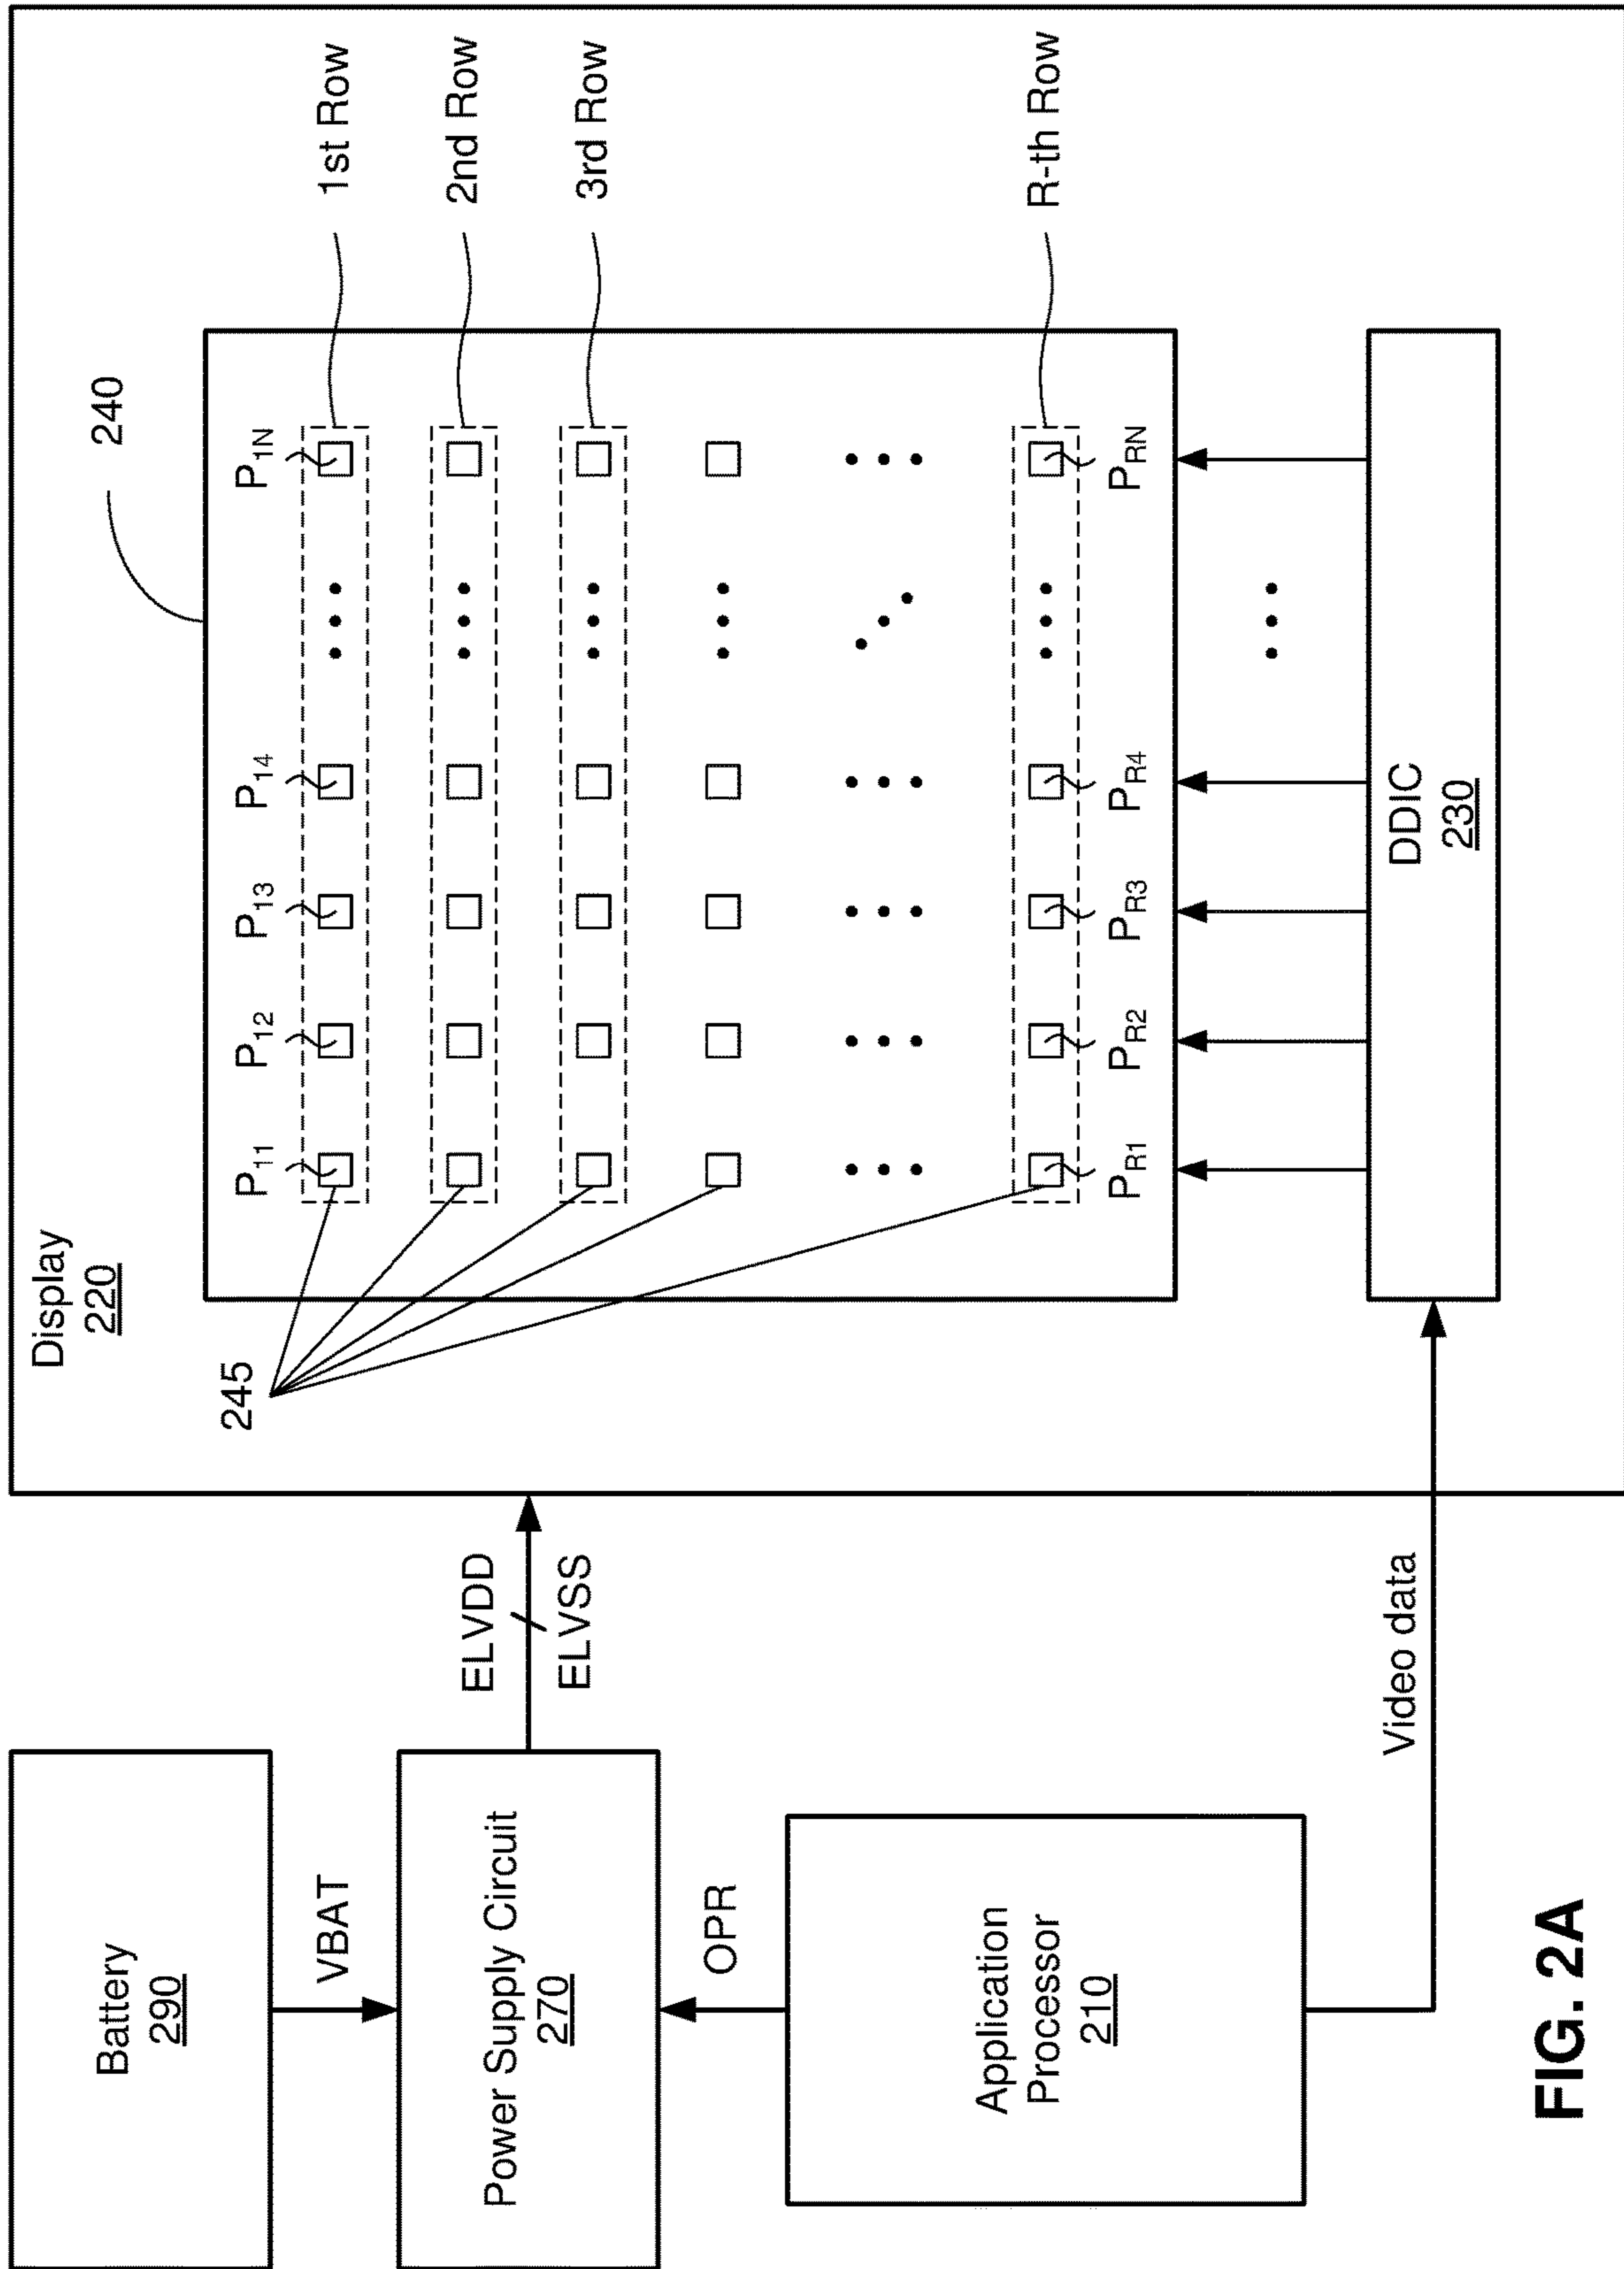 Battery
290
VBAT
Power Supply Circuit
270
OPR
Application
Processor
210
ELVDD
ELVSS
Video data
Display
220
240
245
P11 P12 P13 P14 P1N
1st Row
2nd Row
3rd Row
R-th Row
PR1 PR2 PR3 PR4 PRN
DDIC
230
FIG. 2A